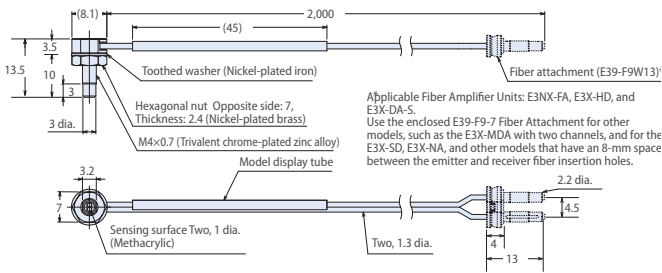 (8.1)
2,000
(45)
3.5
13.5
10
3
3 dia.
Toothed washer (Nickel-plated iron)
Hexagonal nut Opposite side: 7,
Thickness: 2.4 (Nickel-plated brass)
M4×0.7 (Trivalent chrome-plated zinc alloy)
Fiber attachment (E39-F9W13)*
*Applicable Fiber Amplifier Units: E3NX-FA, E3X-HD, and
E3X-DA-S.
Use the enclosed E39-F9-7 Fiber Attachment for other
models, such as the E3X-MDA with two channels, and for the
E3X-SD, E3X-NA, and other models that have an 8-mm space
between the emitter and receiver fiber insertion holes.
Model display tube
3.2
7
Sensing surface Two, 1 dia.
(Methacrylic)
Two, 1.3 dia.
2.2 dia.
4.5
4
13